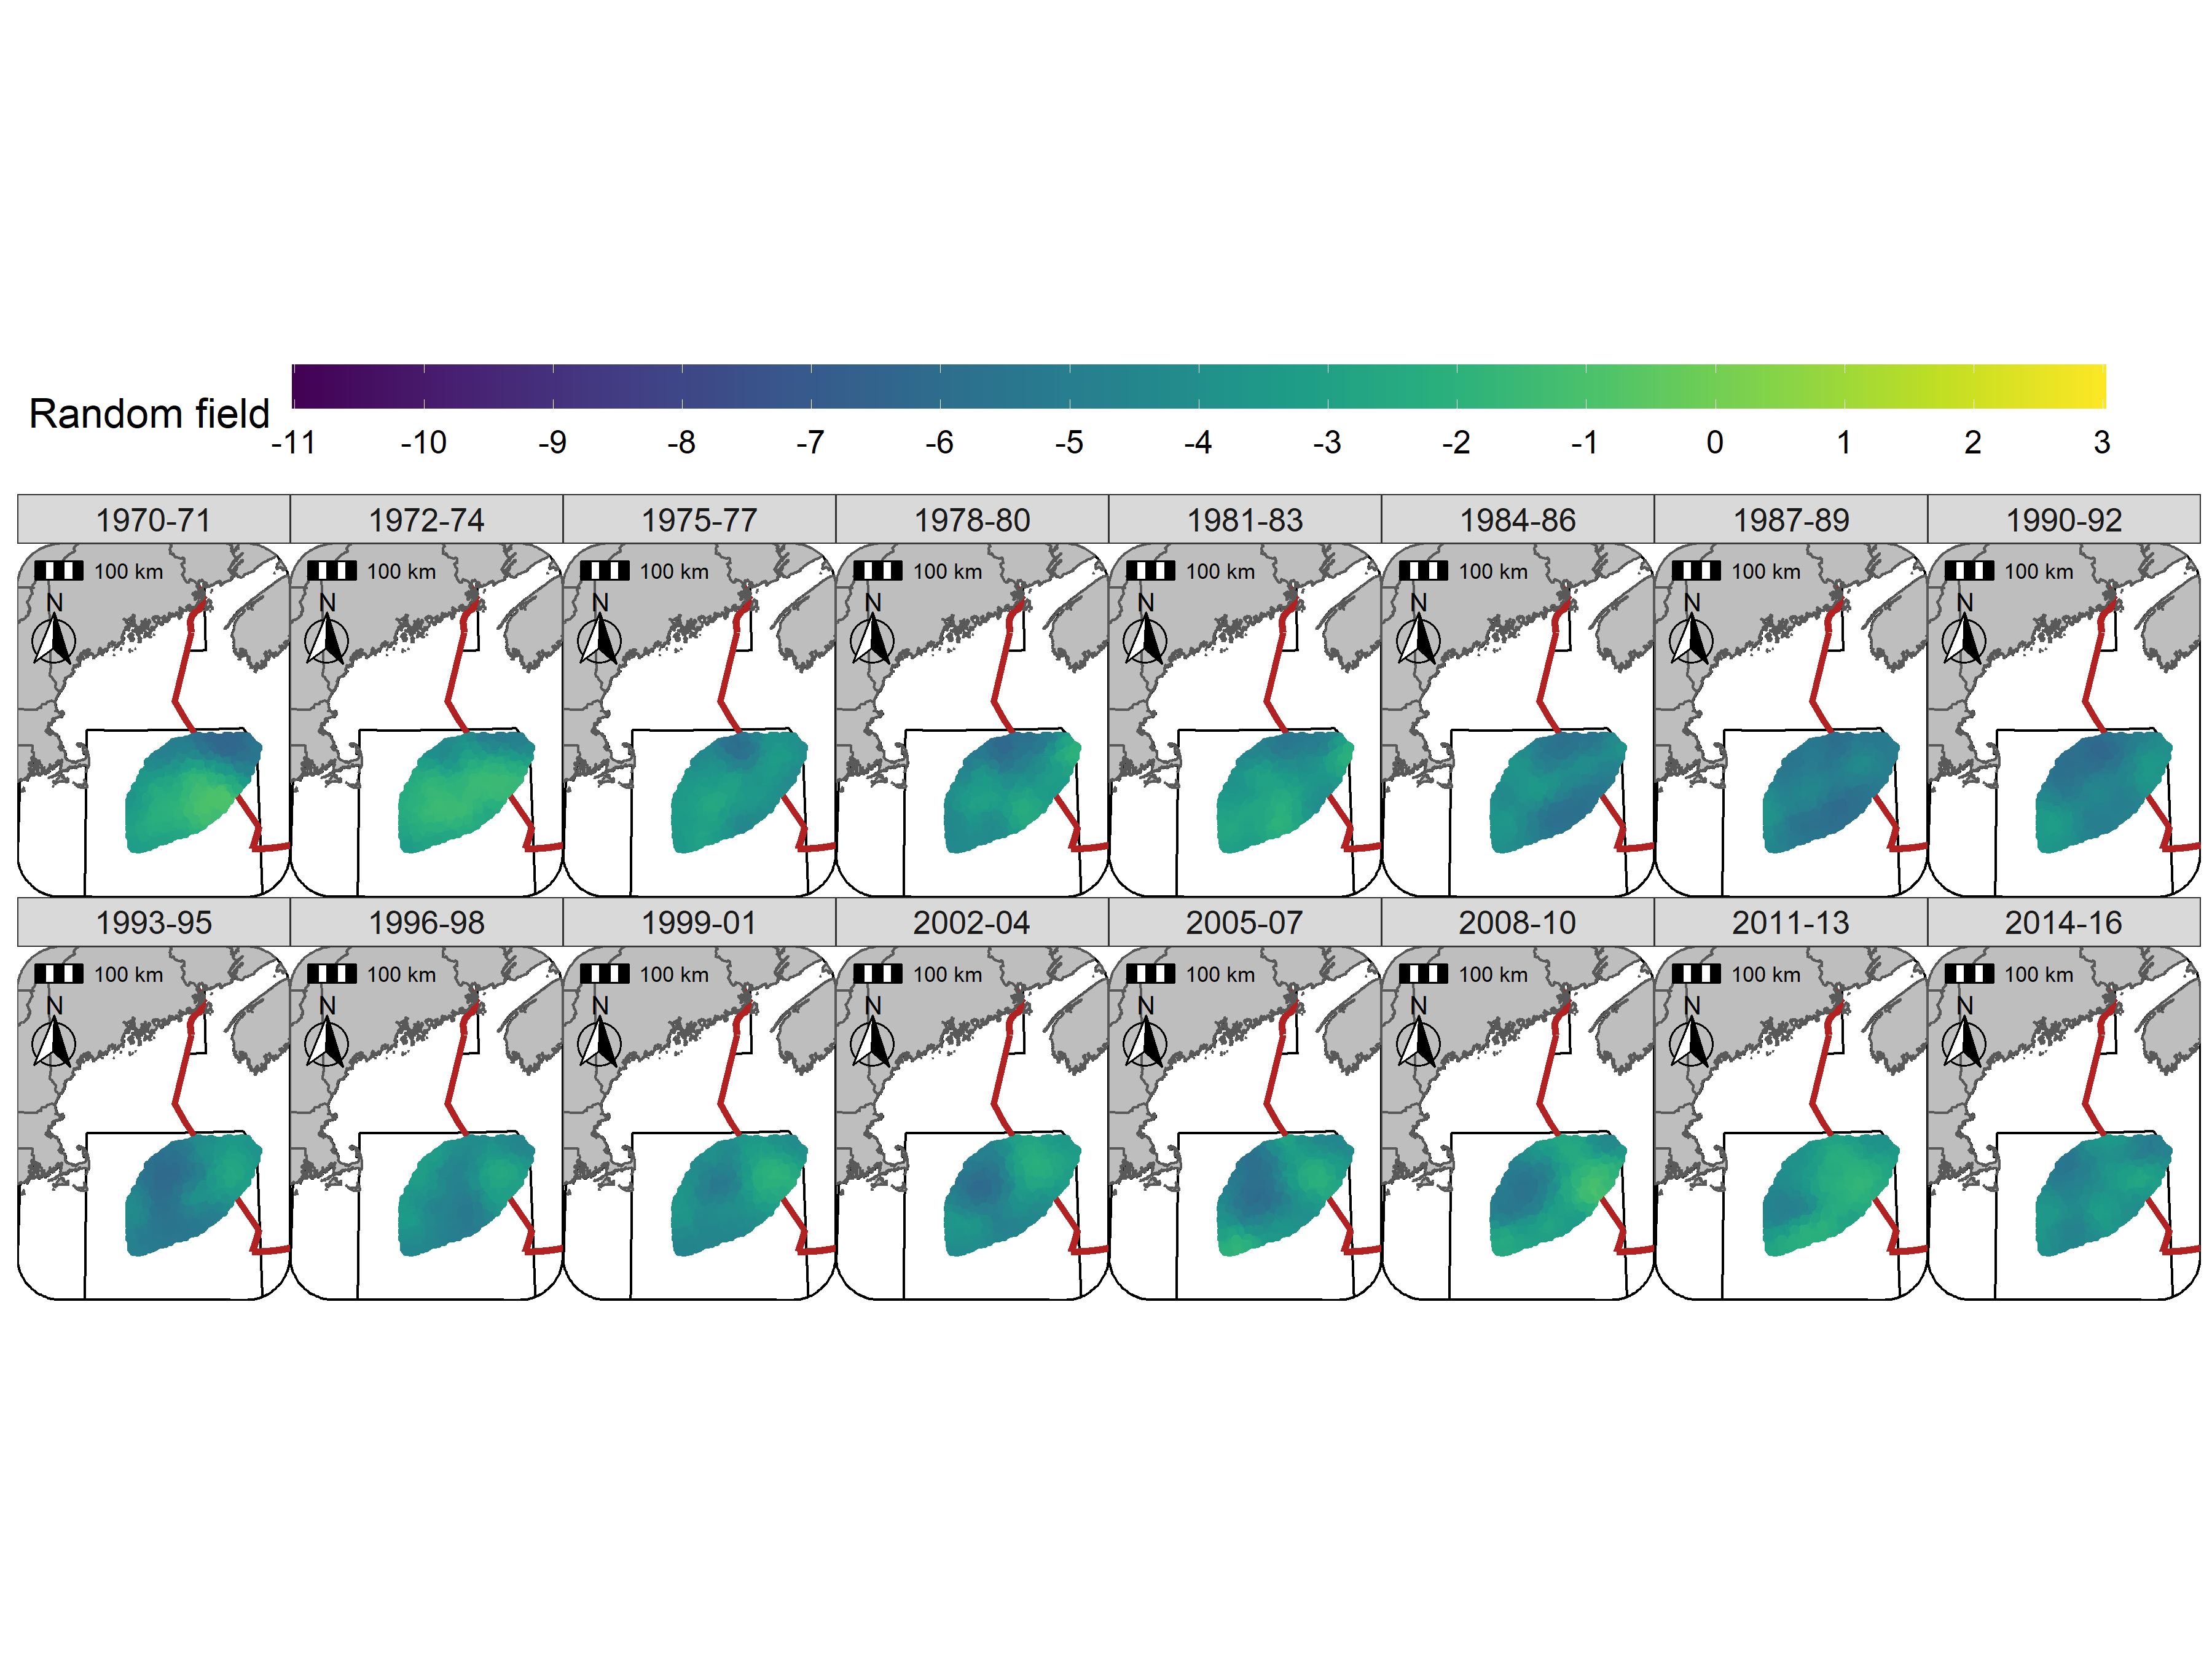 Random field
-11 -10 -9 -8 -7 -6 -5 -4 -3 -2 -1 0 1 2 3
1970-71 1972-74 1975-77 1978-80 1981-83 1984-86 1987-89 1990-92
100 km 100 km 100 km 100 km 100 km 100 km 100 km 100 km
N N N N N N N N
1993-95 1996-98 1999-01 2002-04 2005-07 2008-10 2011-13 2014-16
100 km 100 km 100 km 100 km 100 km 100 km 100 km 100 km
N N N N N N N N